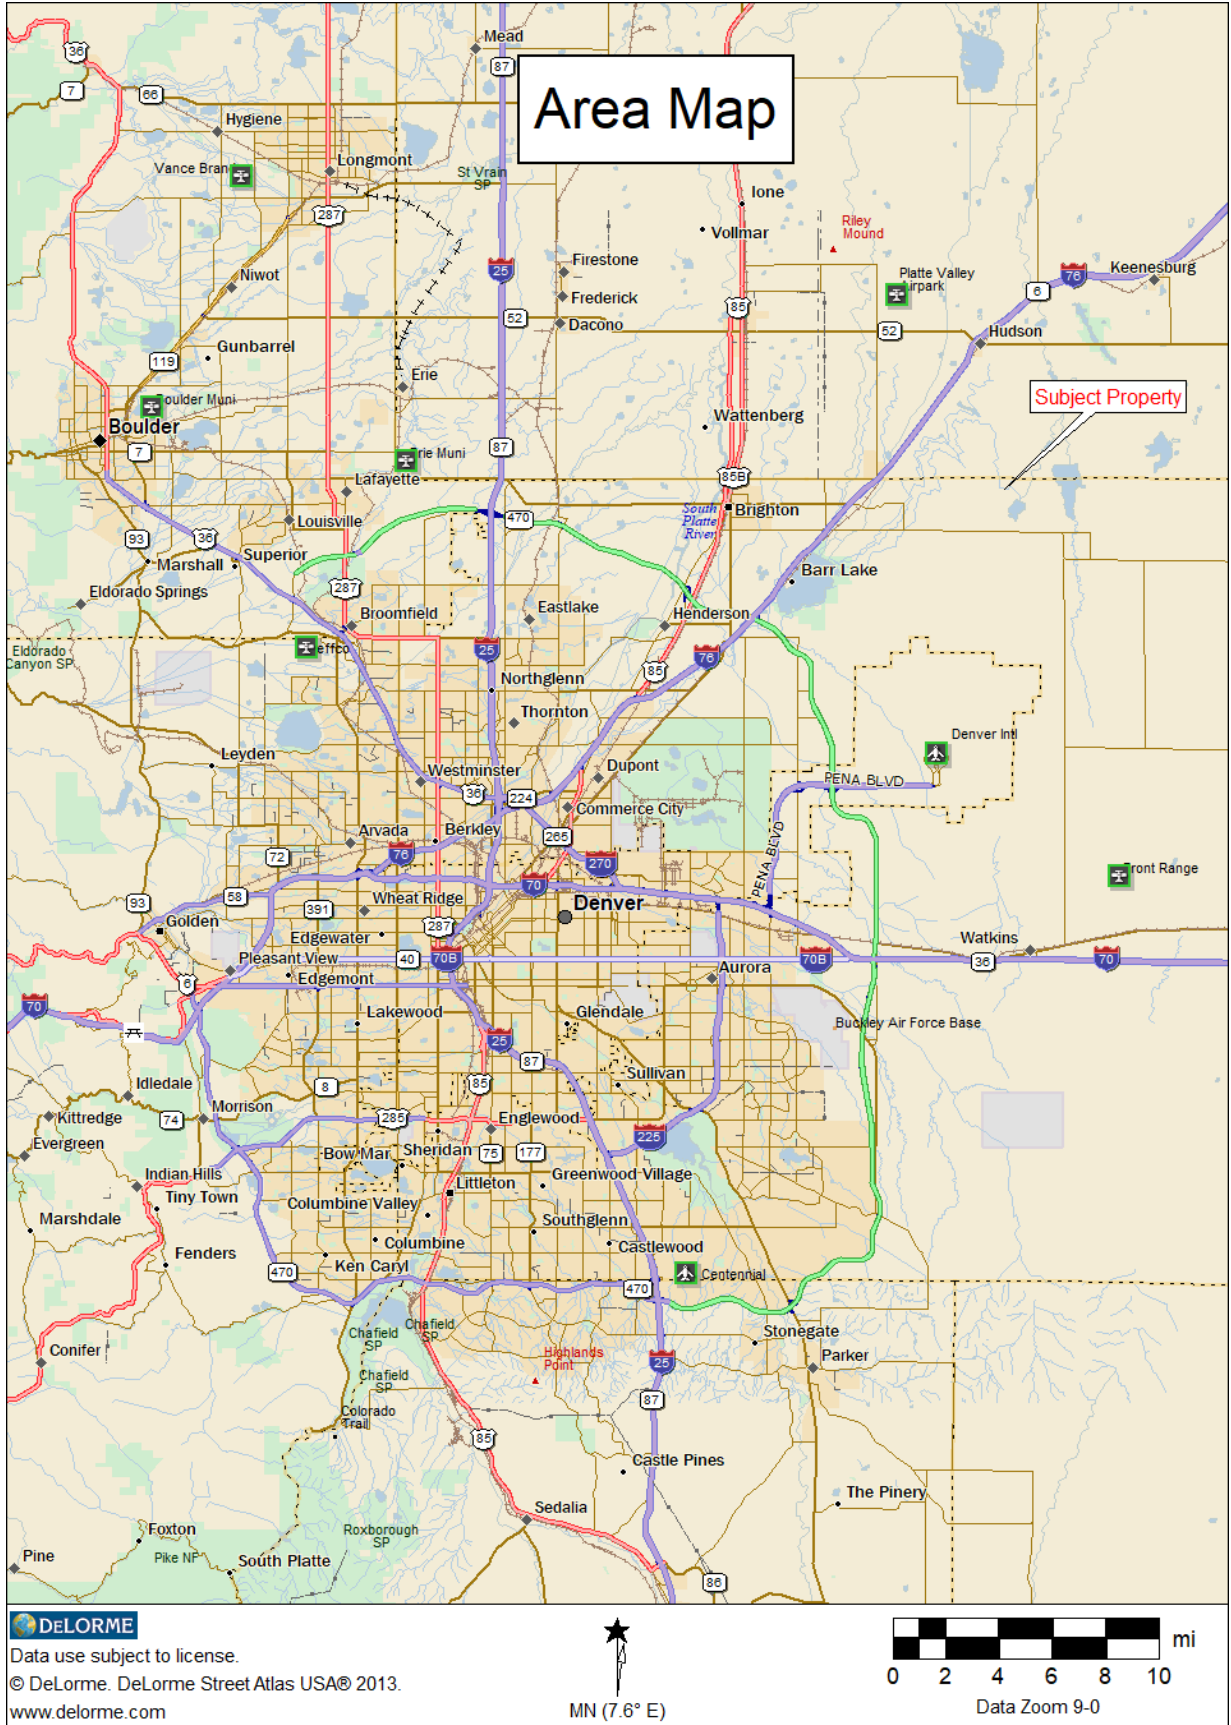 Area Map
Mead
36
87
7
66
Hygiene
Vance Bran
Longmont
St Vrain
SP
Ione
287
Vollmar
Riley
Mound
Niwot
25
Firestone
Platte Valley
Airpark
76
Keenesburg
6
Frederick
85
52
Dacono
52
Hudson
Gunbarrel
119
Erie
Subject Property
Boulder Muni
Boulder
Wattenberg
7
87
Erie Muni
Lafayette
85B
South
Platte
River
Brighton
Louisville
470
93
36
Marshall
Superior
Barr Lake
Eldorado Springs
287
Broomfield
Eastlake
Henderson
Eldorado
Canyon SP
Jeffco
25
76
85
Northglenn
Thornton
Leyden
Denver Intl
Westminster
Dupont
PENA BLVD
36
224
Commerce City
Arvada
Berkley
265
72
76
270
PENA BLVD
Front Range
58
70
93
391
Wheat Ridge
Denver
Golden
Edgewater
287
Watkins
Pleasant View
40
70B
70B
36
70
6
Edgemont
Aurora
70
Lakewood
Glendale
Buckley Air Force Base
25
87
Idledale
8
85
Sullivan
Kittredge
74
Morrison
285
Englewood
225
Evergreen
Bow Mar
Sheridan
75
177
Indian Hills
Greenwood Village
Tiny Town
Littleton
Marshdale
Columbine Valley
Southglenn
Fenders
Columbine
Castlewood
Ken Caryl
470
470
Centennial
Chafield
SP
Chafield
SP
Stonegate
Conifer
Highlands
Point
25
Parker
Chafield
SP
87
Colorado
Trail
85
Castle Pines
The Pinery
Sedalia
Foxton
Roxborough
SP
Pine
Pike NF
South Platte
86
DELORME
Data use subject to license.
© DeLorme. DeLorme Street Atlas USA® 2013.
www.delorme.com
MN (7.6° E)
mi
0 2 4 6 8 10
Data Zoom 9-0